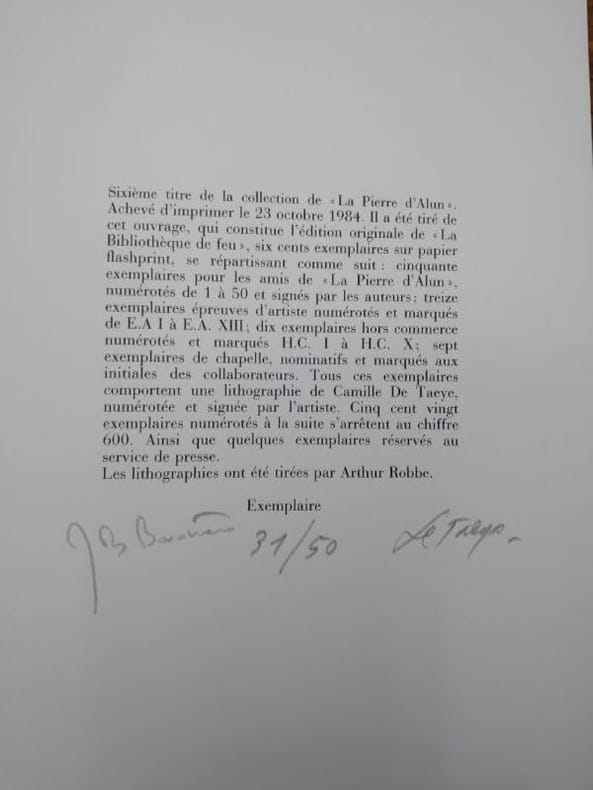 Sixième titre de la collection de «La Pierre d'Alun».
Achevé d'imprimer le 23 octobre 1984. Il a été tiré de
cet ouvrage, qui constitue l'édition originale de «La
Bibliothèque de feu», six cents exemplaires sur papier
flashprint, se répartissant comme suit: cinquante
exemplaires pour les amis de «La Pierre d'Alun»,
numérotés de 1 à 50 et signés par les auteurs; treize
exemplaires épreuves d'artiste numérotés et marqués
de E.A I à E.A. XIII; dix exemplaires hors commerce
numérotés et marqués H.C. I à H.C. X; sept
exemplaires de chapelle, nominatifs et marqués aux
initiales des collaborateurs. Tous ces exemplaires
comportent une lithographie de Camille De Taeye,
numérotée et signée par l'artiste. Cinq cent vingt
exemplaires numérotés à la suite s'arrêtent au chiffre
600. Ainsi que quelques exemplaires réservés au
service de presse.
Les lithographies ont été tirées par Arthur Robbe.
Exemplaire
31/50